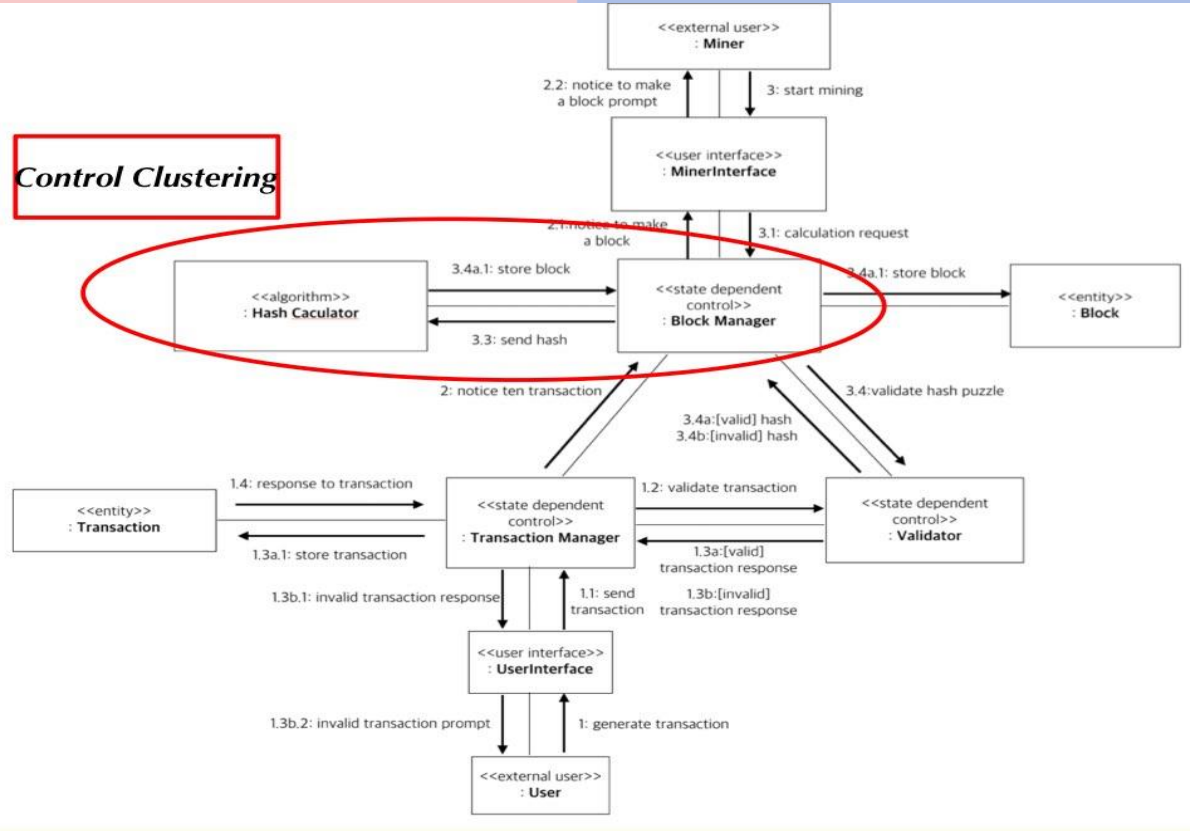 <<external user>>
: Miner
2.2: notice to make
a block prompt
3: start mining
Control Clustering
<<user interface>>
: MinerInterface
2.1:notice to make
a block
3.1: calculation request
3.4a.1: store block
<<algorithm>>
: Hash Caculator
3.3: send hash
<<state dependent
control>>
: Block Manager
3.4a.1: store block
<<entity>>
: Block
2: notice ten transaction
3.4:validate hash puzzle
3.4a:[valid] hash
3.4b:[invalid] hash
1.4: response to transaction
<<entity>>
: Transaction
1.3a.1: store transaction
<<state dependent
control>>
: Transaction Manager
1.2: validate transaction
<<state dependent
control>>
: Validator
1.3a:[valid]
transaction response
1.3b:[invalid]
transaction response
1.3b.1: invalid transaction response
1.1: send
transaction
<<user interface>>
: UserInterface
1.3b.2: invalid transaction prompt
1: generate transaction
<<external user>>
: User